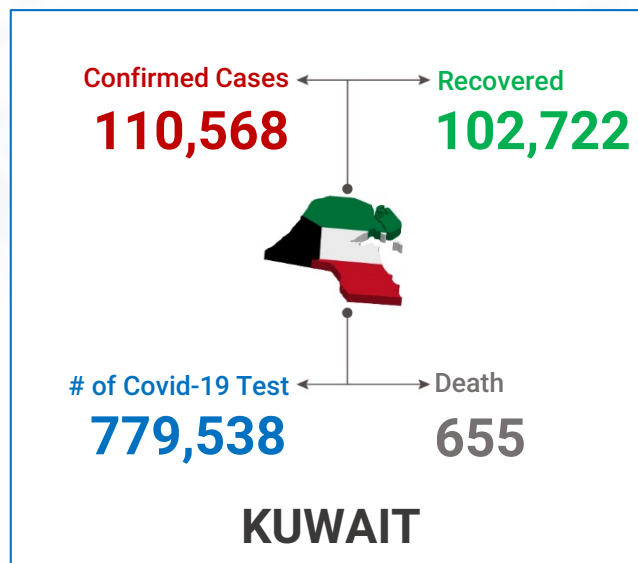 Confirmed Cases
110,568
Recovered
102,722
# of Covid-19 Test
779,538
Death
655
KUWAIT